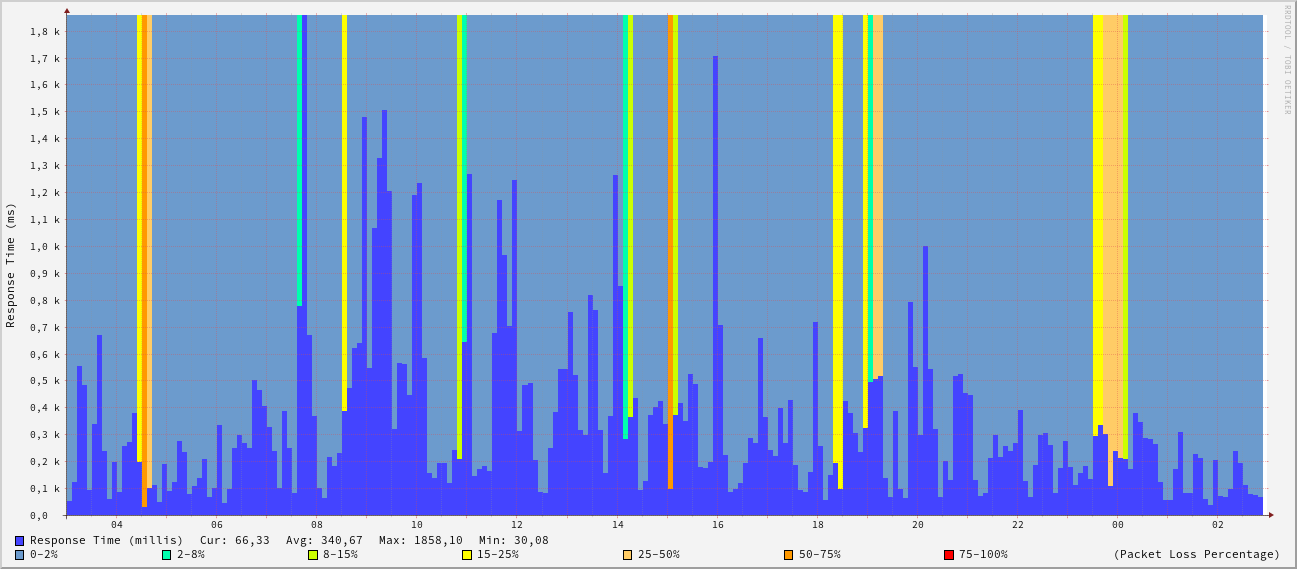 RRDTOOL / TOBI OETIKER
Response Time (ms)
1,8 k
1,7 k
1,6 k
1,5 k
1,4 k
1,3 k
1,2 k
1,1 k
1,0 k
0,9 k
0,8 k
0,7 k
0,6 k
0,5 k
0,4 k
0,3 k
0,2 k
0,1 k
0,0
04 06 08 10 12 14 16 18 20 22 00 02
Response Time (millis) Cur: 66,33 Avg: 340,67 Max: 1858,10 Min: 30,08
0-2% 2-8% 8-15% 15-25% 25-50% 50-75% 75-100% (Packet Loss Percentage)